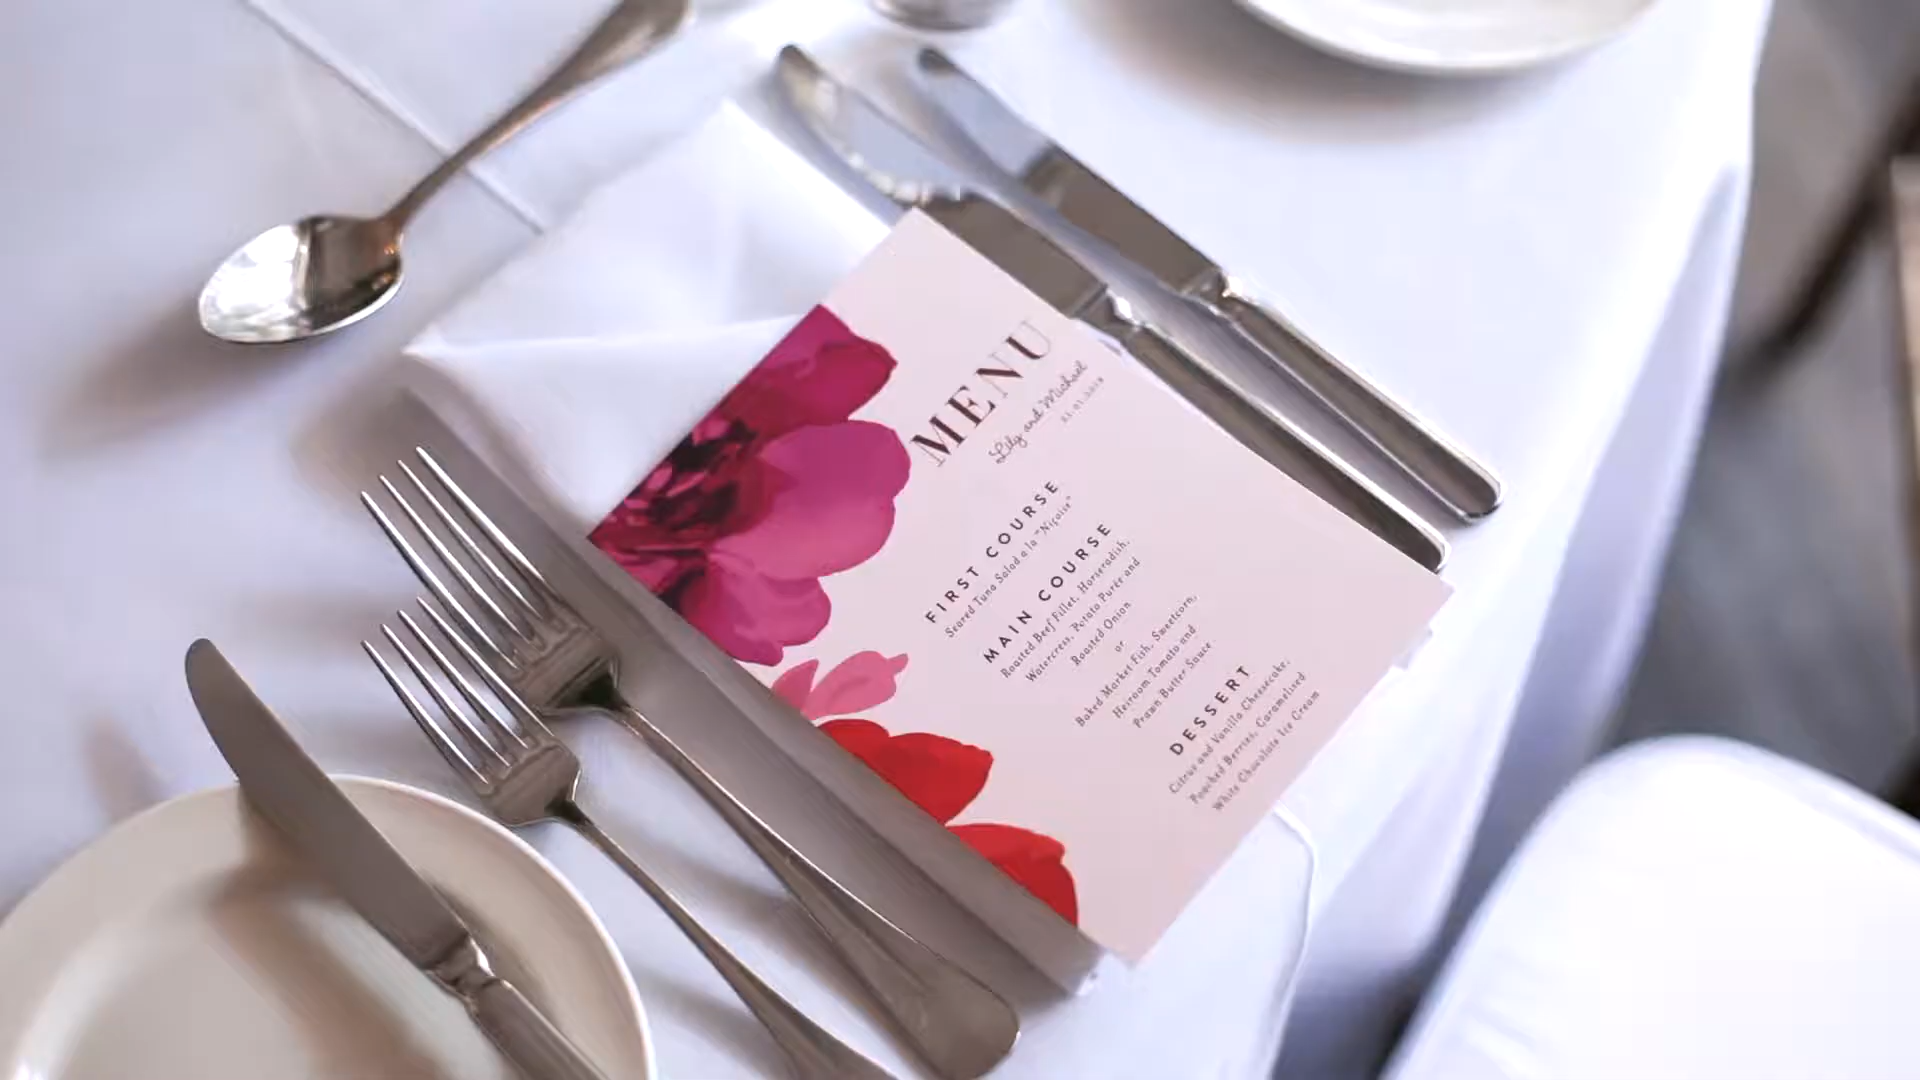 MENU
Lily and Michael
FIRST COURSE
Seared Tuna Salad a la "Niçoise"
MAIN COURSE
Roasted Beef Fillet, Horseradish,
Watercress, Potato Purée and
Roasted Onion
or
Baked Market Fish, Sweetcorn,
Heirloom Tomato and
Prawn Butter Sauce
DESSERT
Citrus and Vanilla Cheesecake,
Poached Berries, Caramelised
White Chocolate Ice Cream